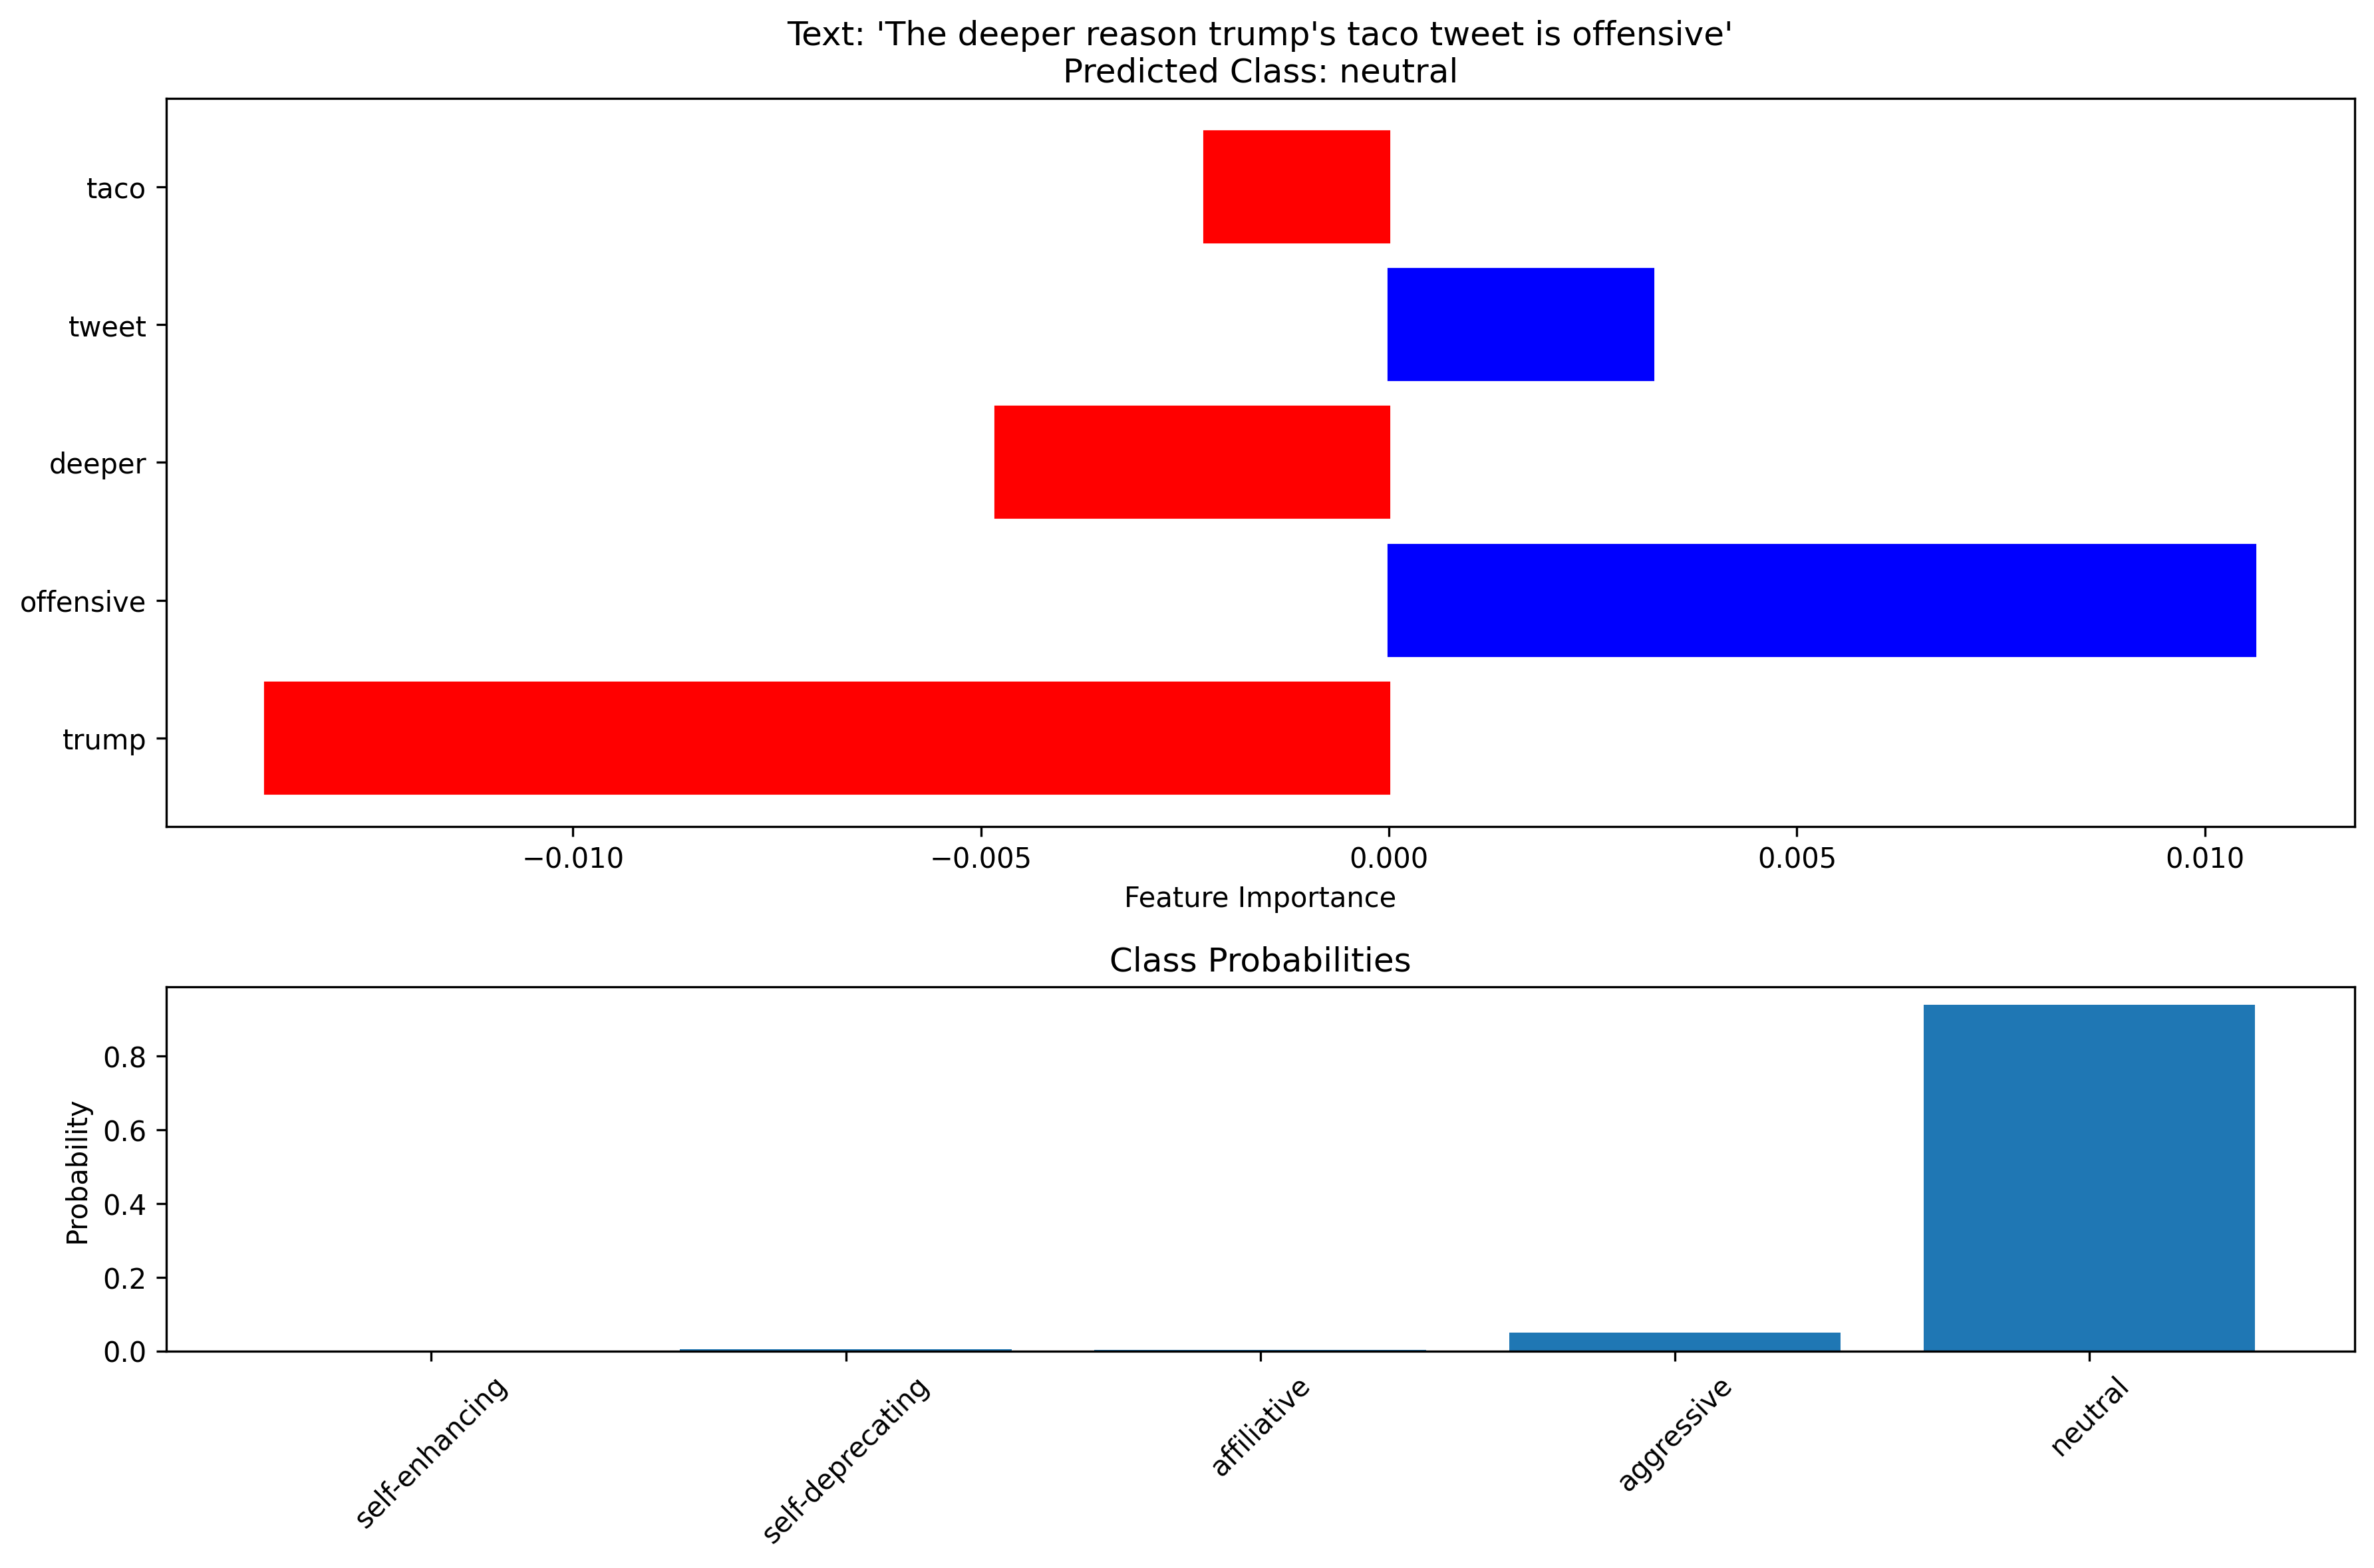 Text: 'The deeper reason trump's taco tweet is offensive'
Predicted Class: neutral
taco
tweet
deeper
offensive
trump
−0.010
−0.005
0.000
0.005
0.010
Feature Importance
Class Probabilities
Probability
0.8
0.6
0.4
0.2
0.0
self-enhancing
self-deprecating
affiliative
aggressive
neutral